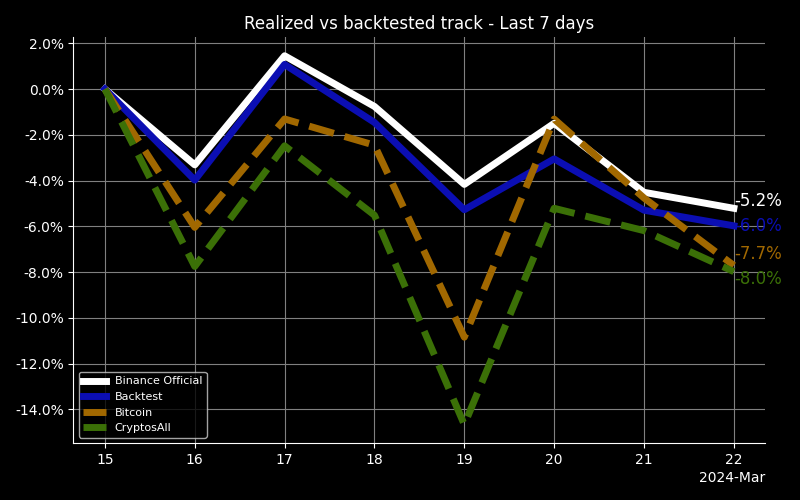 Realized vs backtested track - Last 7 days
2.0%
0.0%
-2.0%
-4.0%
-6.0%
-8.0%
-10.0%
-12.0%
-14.0%
-5.2%
-6.0%
-7.7%
-8.0%
Binance Official
Backtest
Bitcoin
CryptosAll
15 16 17 18 19 20 21 22
2024-Mar